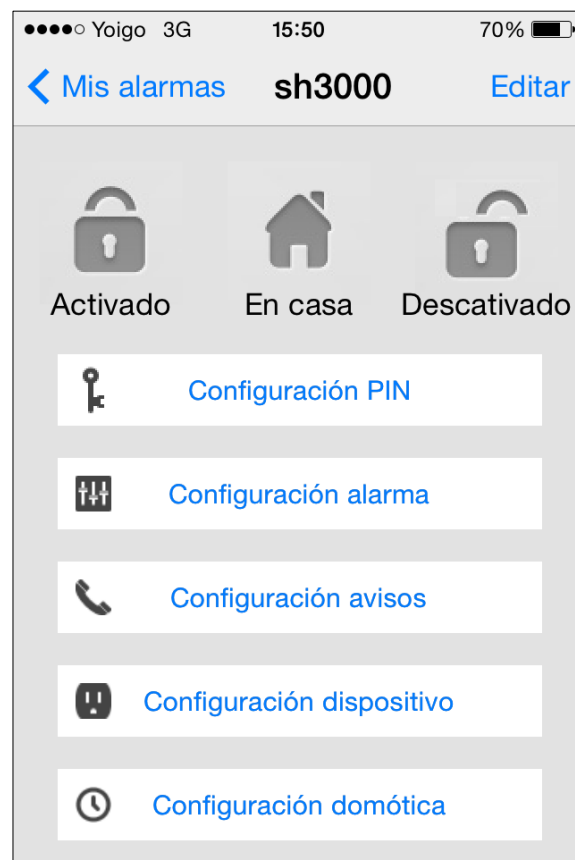 Yoigo 3G 15:50 70%
Mis alarmas sh3000 Editar
Activado En casa Descativado
Configuración PIN
Configuración alarma
Configuración avisos
Configuración dispositivo
Configuración domótica